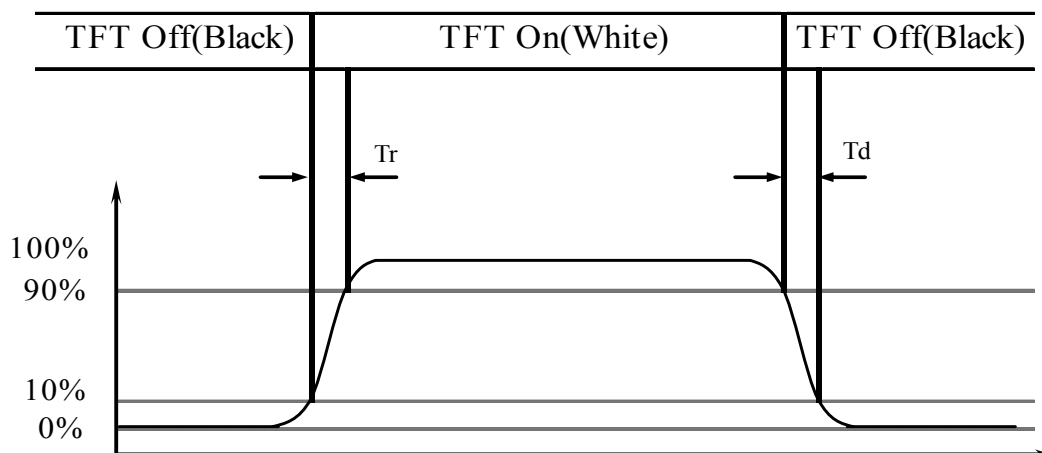 TFT Off(Black) TFT On(White) TFT Off(Black)
Tr Td
100%
90%
10%
0%